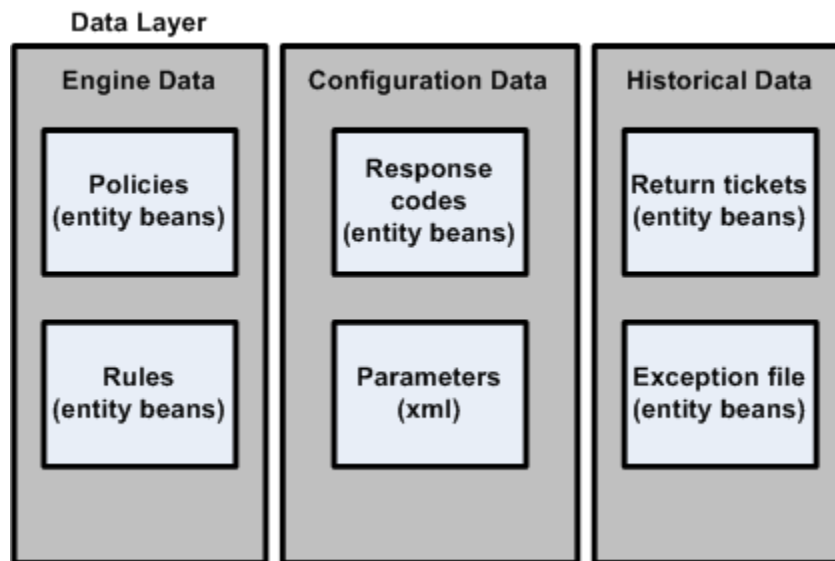 Data Layer
Engine Data
Policies
(entity beans)
Rules
(entity beans)
Configuration Data
Response
codes
(entity beans)
Parameters
(xml)
Historical Data
Return tickets
(entity beans)
Exception file
(entity beans)